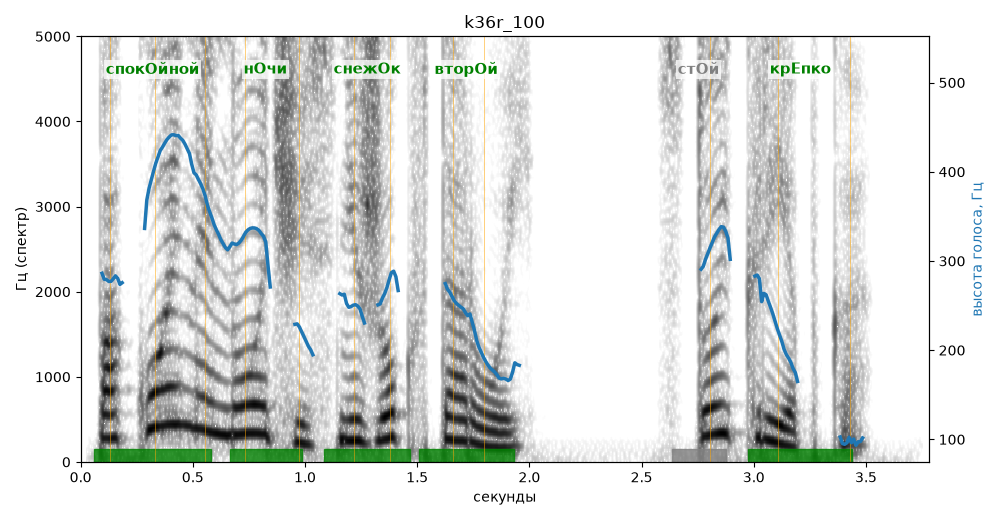 k36r_100
спокОйной нОчи снежОк вторОй стОй крЕпко
5000
4000
3000
2000
1000
0
Гц (спектр)
500
400
300
200
100
высота голоса, Гц
0.0 0.5 1.0 1.5 2.0 2.5 3.0 3.5
секунды